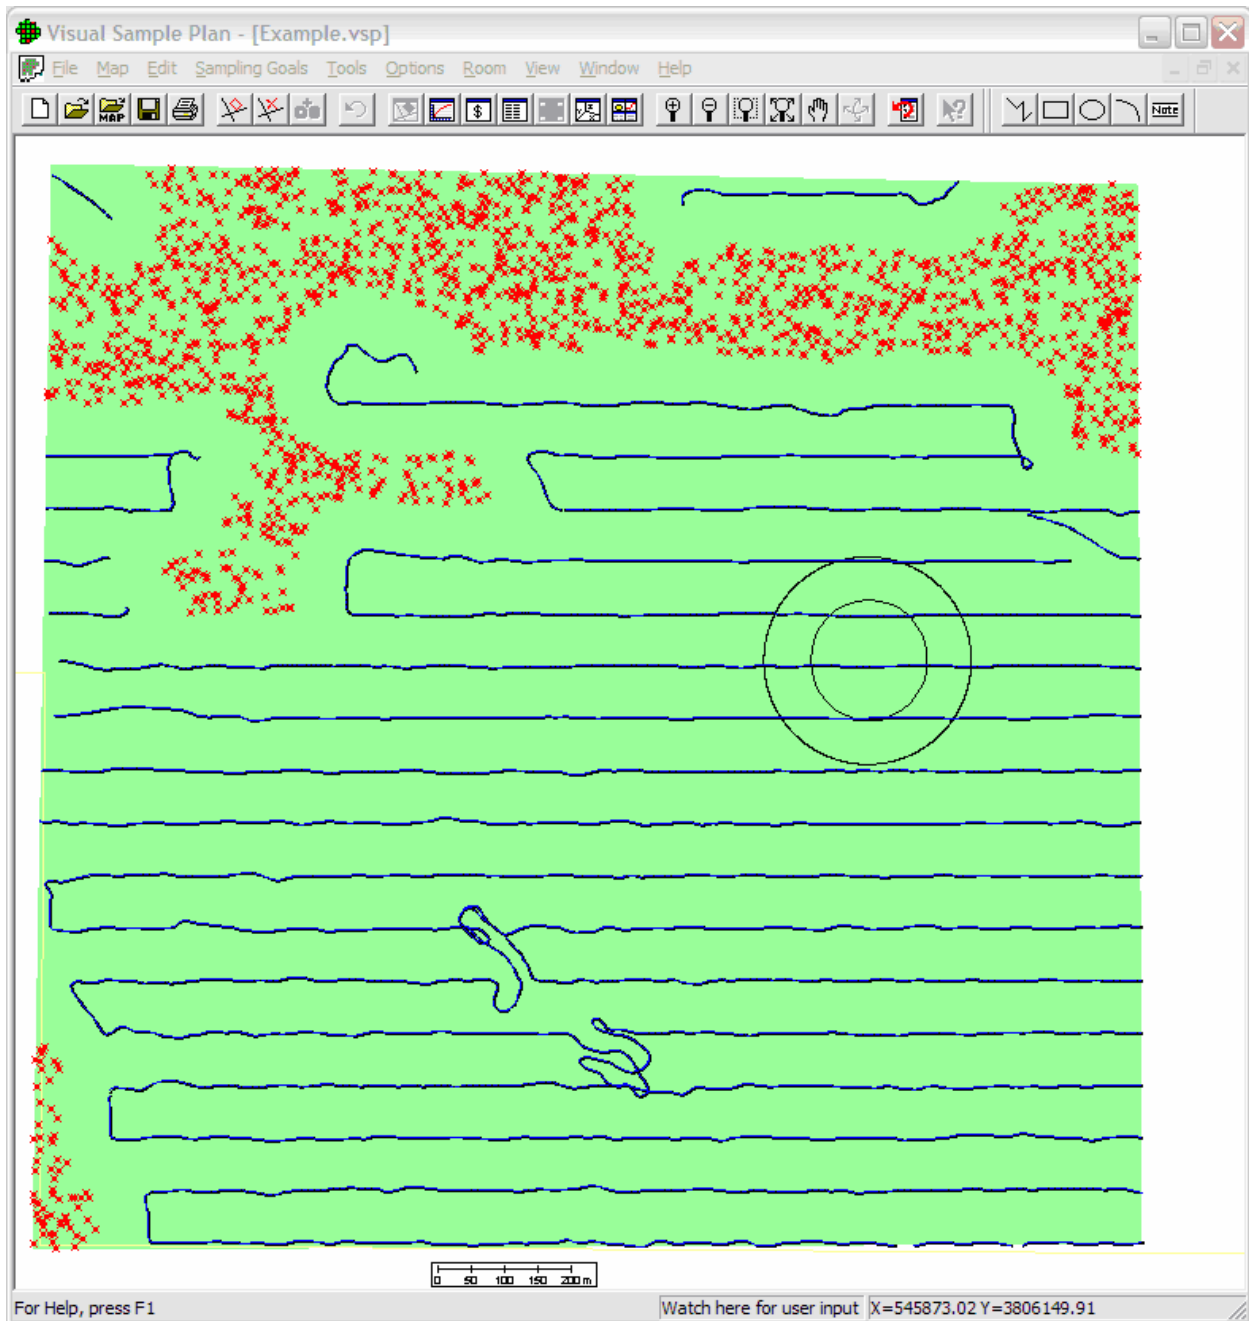 Visual Sample Plan - [Example.vsp]
File Map Edit Sampling Goals Tools Options Room View Window Help
MAP $ Note
0 50 100 150 200 m
For Help, press F1 Watch here for user input X=545873.02 Y=3806149.91